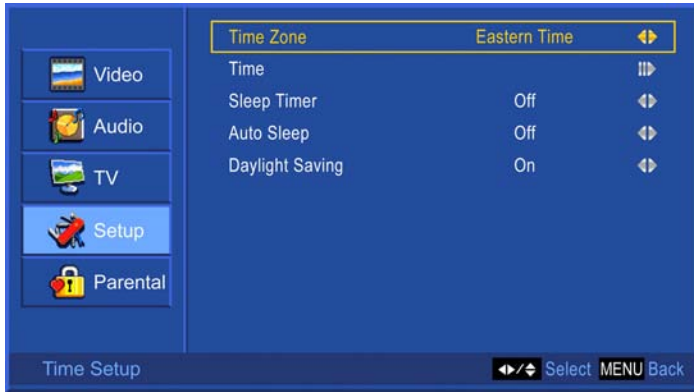 Video
Audio
TV
Setup
Parental
Time Zone Eastern Time
Time
Sleep Timer Off
Auto Sleep Off
Daylight Saving On
Time Setup
Select MENU Back